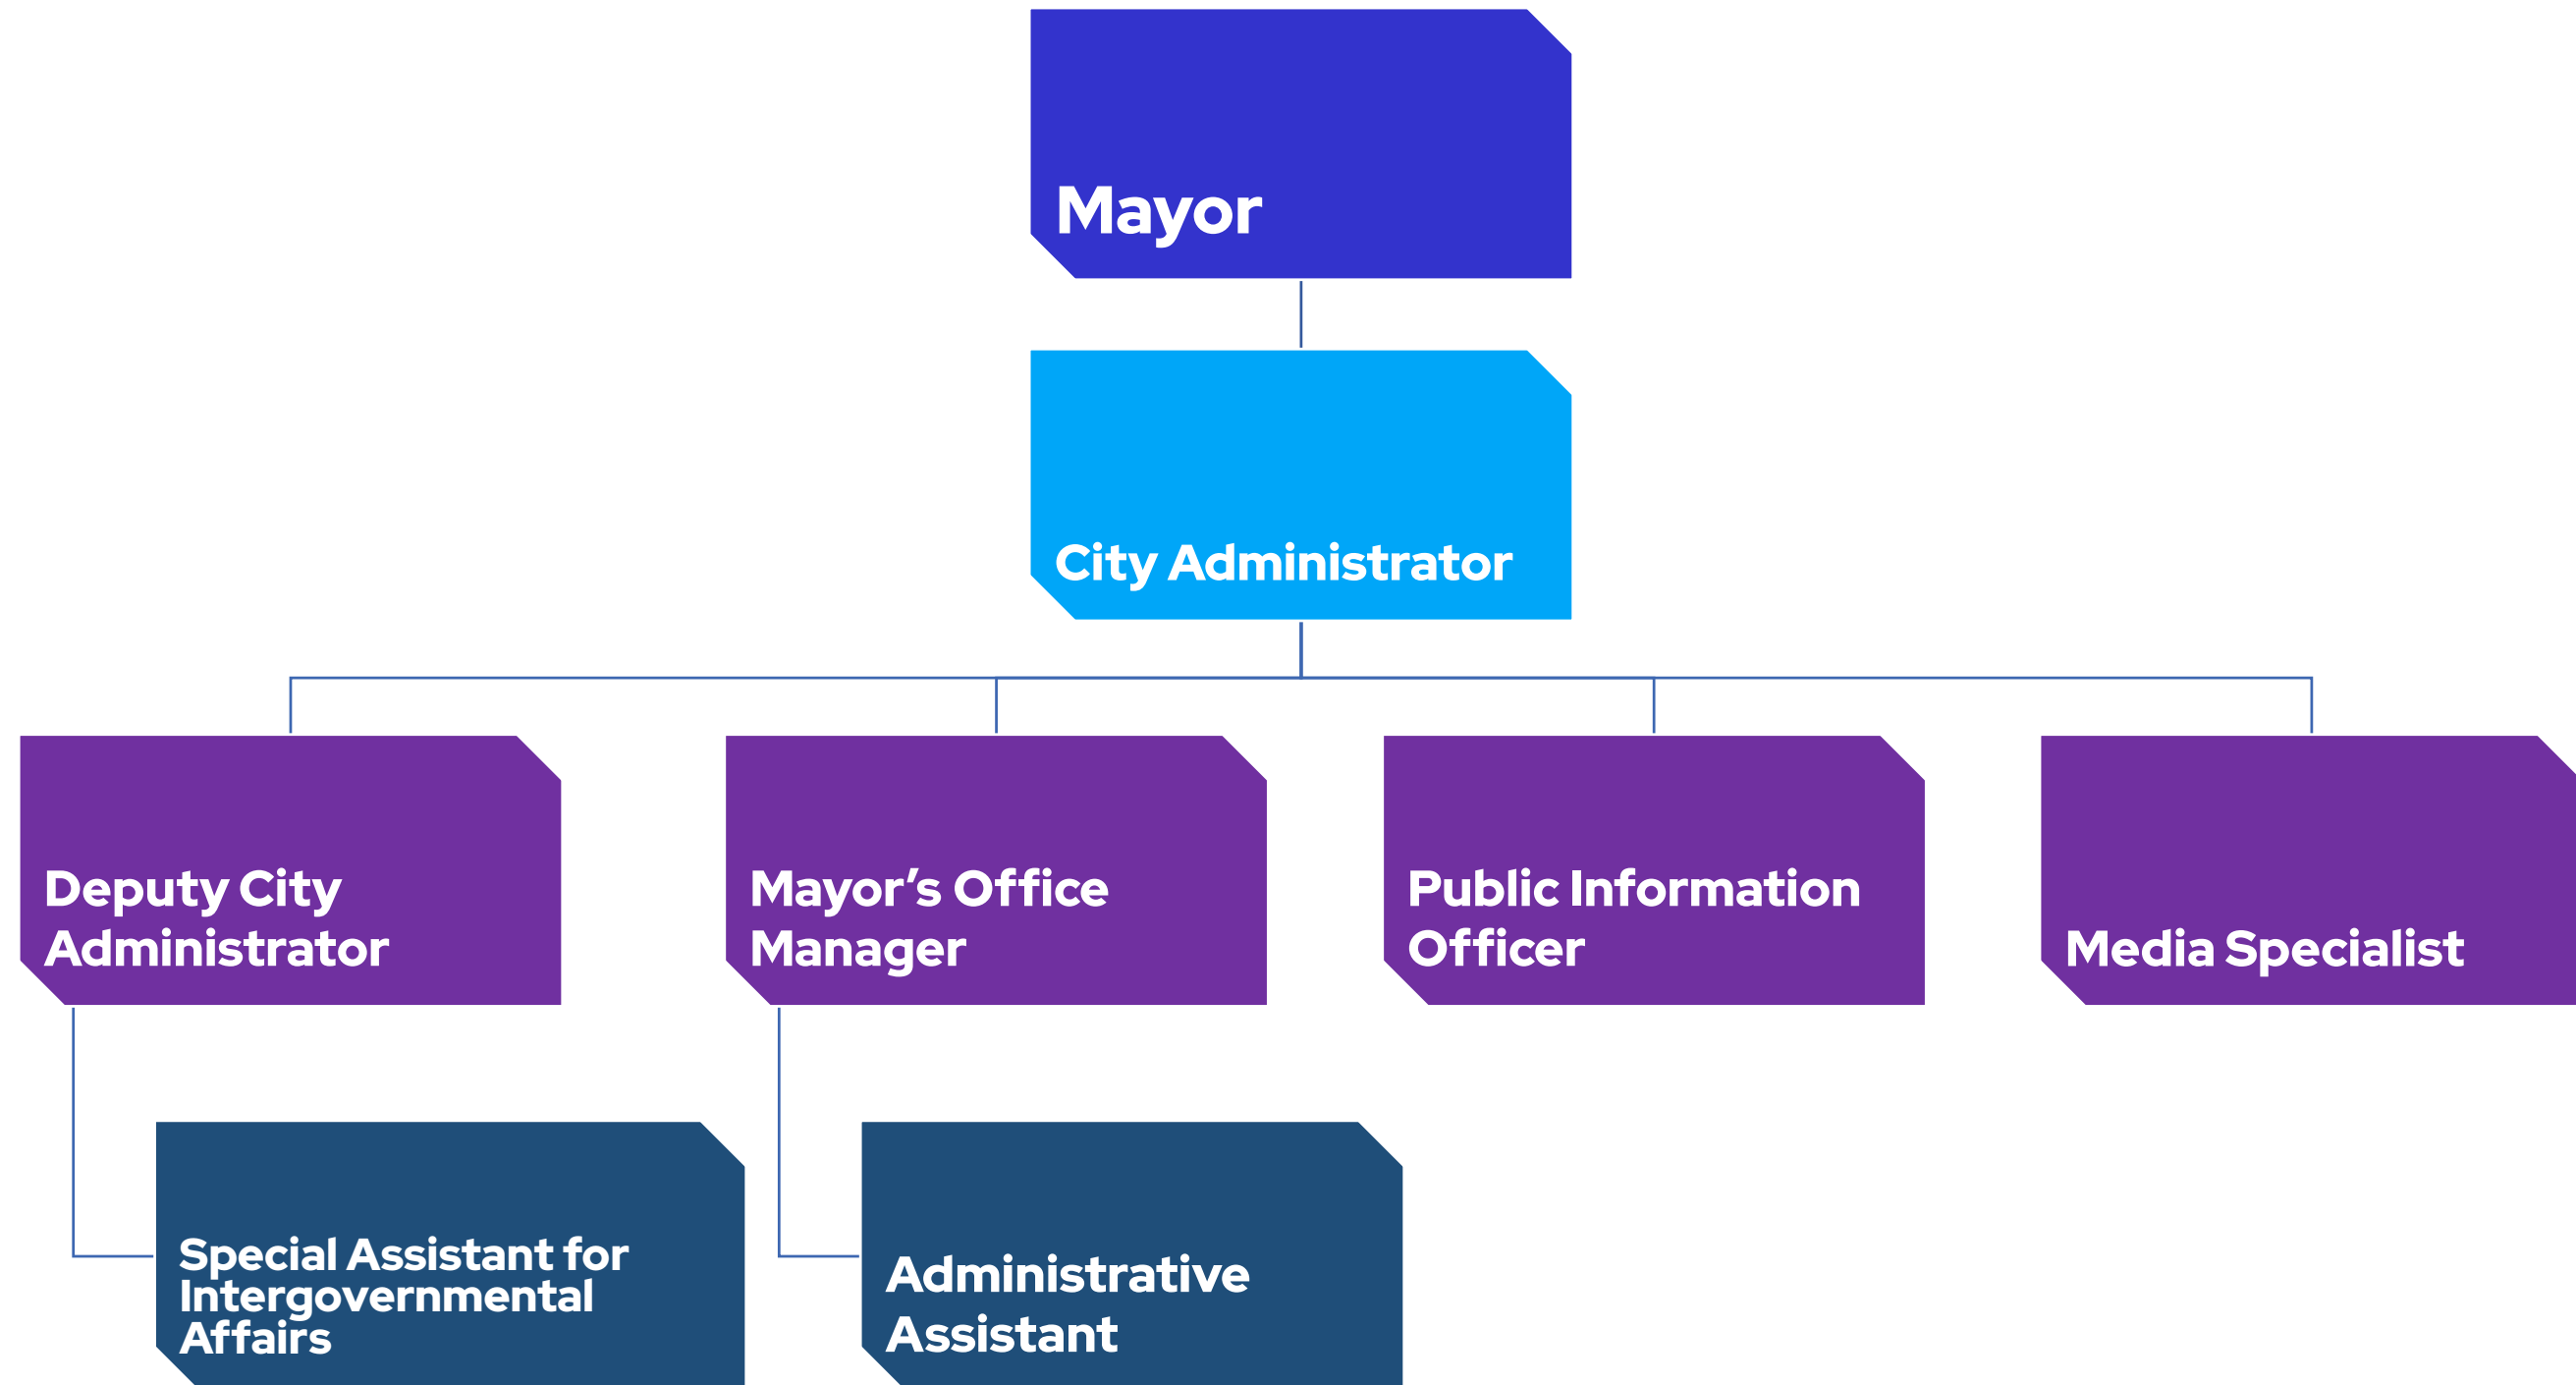 Mayor
City Administrator
Deputy City
Administrator
Mayor’s Office
Manager
Public Information
Officer
Media Specialist
Special Assistant for
Intergovernmental
Affairs
Administrative
Assistant